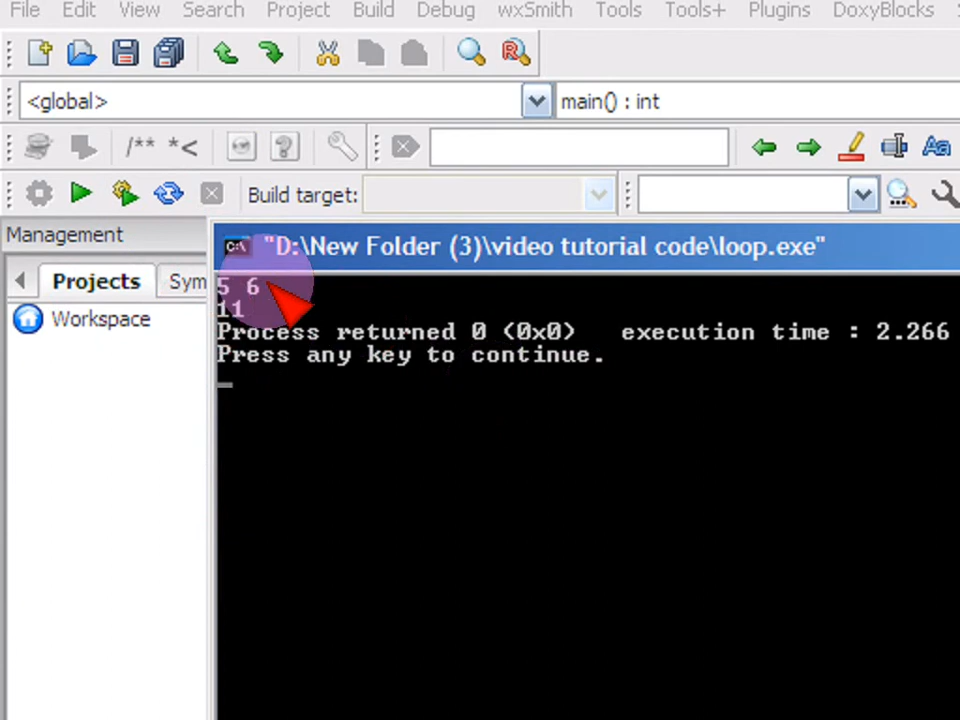 File Edit View Search Project Build Debug wxSmith Tools Tools+ Plugins DoxyBlocks
<global> main() : int
/** *<
Build target:
Management
Projects Sym
Workspace
"D:\New Folder (3)\video tutorial code\loop.exe"
5 6
11
Process returned 0 (0x0) execution time : 2.266
Press any key to continue.